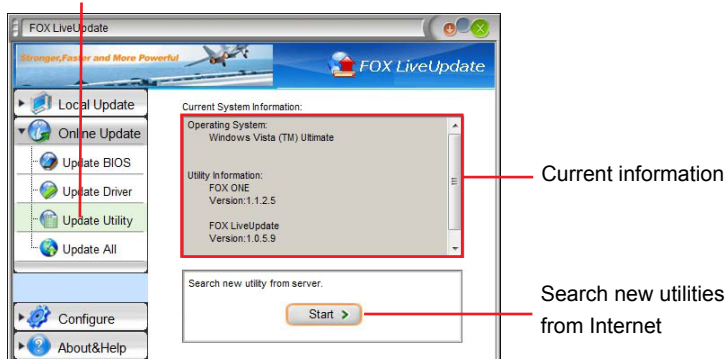 FOX LiveUpdate
Stronger,Faster and More Powerful
FOX LiveUpdate
Local Update
Online Update
Update BIOS
Update Driver
Update Utility
Update All
Configure
About&Help
Current System Information:
Operating System:
Windows Vista (TM) Ultimate
Utility Information:
FOX ONE
Version:1.1.2.5
FOX LiveUpdate
Version:1.0.5.9
Search new utility from server.
Start
Current information
Search new utilities
from Internet